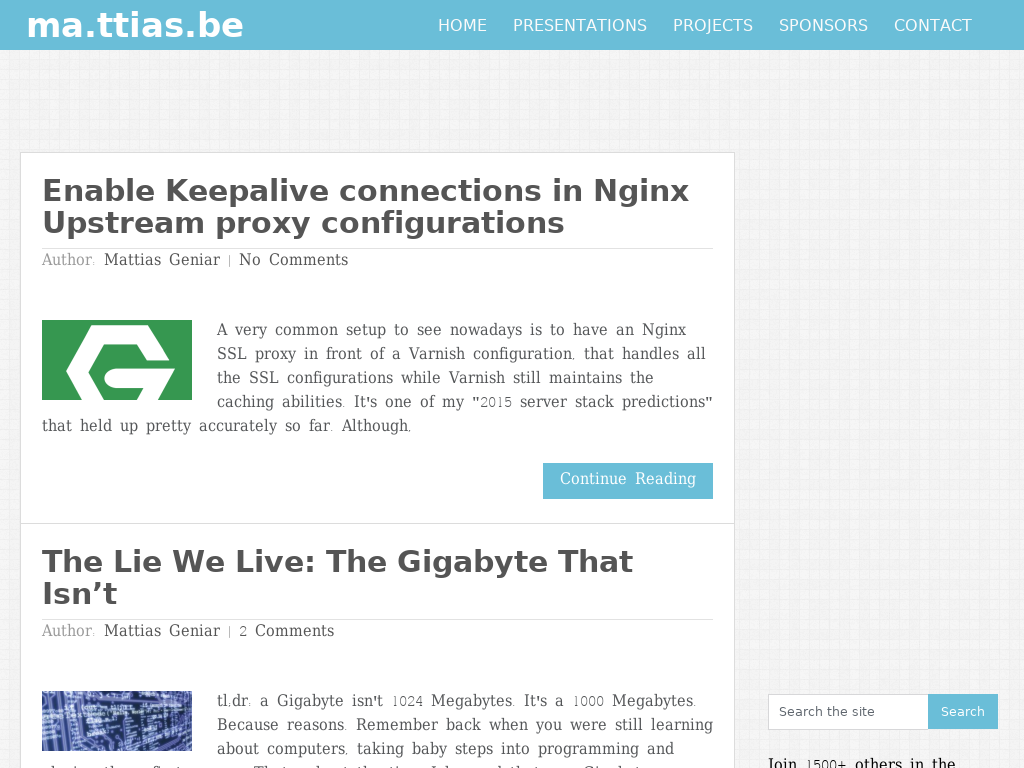 ma.ttias.be
HOME PRESENTATIONS PROJECTS SPONSORS CONTACT
Enable Keepalive connections in Nginx
Upstream proxy configurations
Author: Mattias Geniar | No Comments
A very common setup to see nowadays is to have an Nginx
SSL proxy in front of a Varnish configuration, that handles all
the SSL configurations while Varnish still maintains the
caching abilities. It's one of my "2015 server stack predictions"
that held up pretty accurately so far. Although,
Continue Reading
The Lie We Live: The Gigabyte That
Isn’t
Author: Mattias Geniar | 2 Comments
tl;dr: a Gigabyte isn't 1024 Megabytes. It's a 1000 Megabytes.
Because reasons. Remember back when you were still learning
about computers, taking baby steps into programming and
Search the site
Search
Join 1500+ others in the